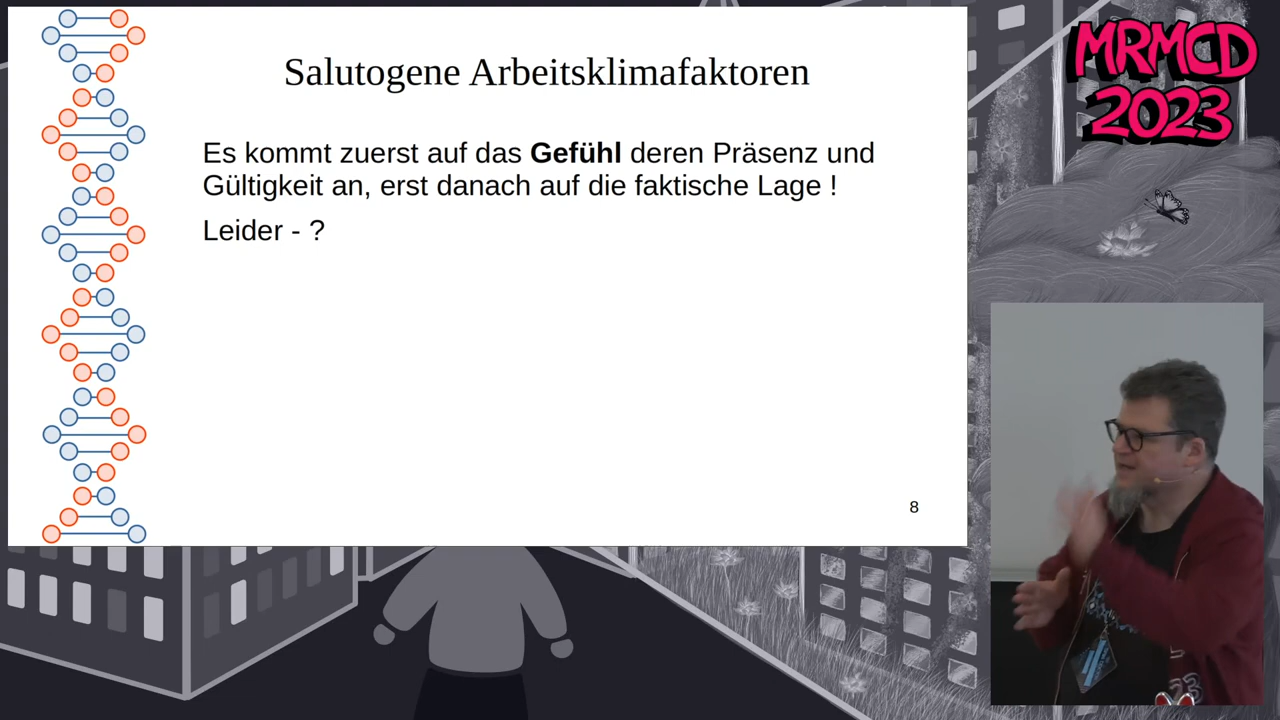 Salutogene Arbeitsklimafaktoren
Es kommt zuerst auf das Gefühl deren Präsenz und
Gültigkeit an, erst danach auf die faktische Lage !
Leider - ?
8
MRMCD
2023
23